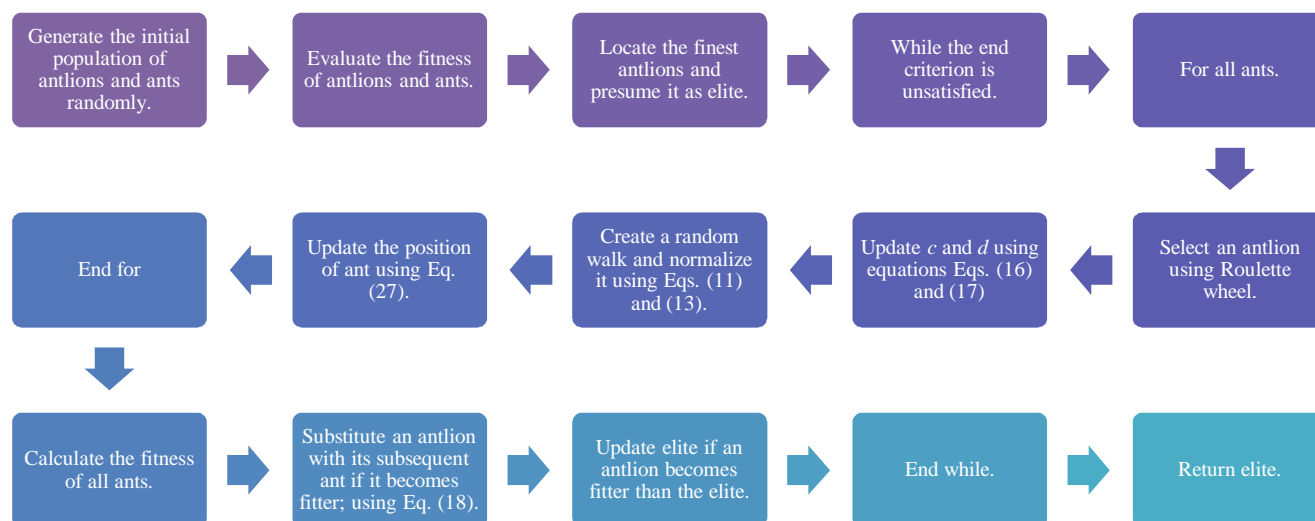 Generate the initial
population of
antlions and ants
randomly.
Evaluate the fitness
of antlions and ants.
Locate the finest
antlions and
presume it as elite.
While the end
criterion is
unsatisfied.
For all ants.
Select an antlion
using Roulette
wheel.
Update c and d using
equations Eqs. (16)
and (17)
Create a random
walk and normalize
it using Eqs. (11)
and (13).
Update the position
of ant using Eq.
(27).
End for
Calculate the fitness
of all ants.
Substitute an antlion
with its subsequent
ant if it becomes
fitter; using Eq. (18).
Update elite if an
antlion becomes
fitter than the elite.
End while.
Return elite.